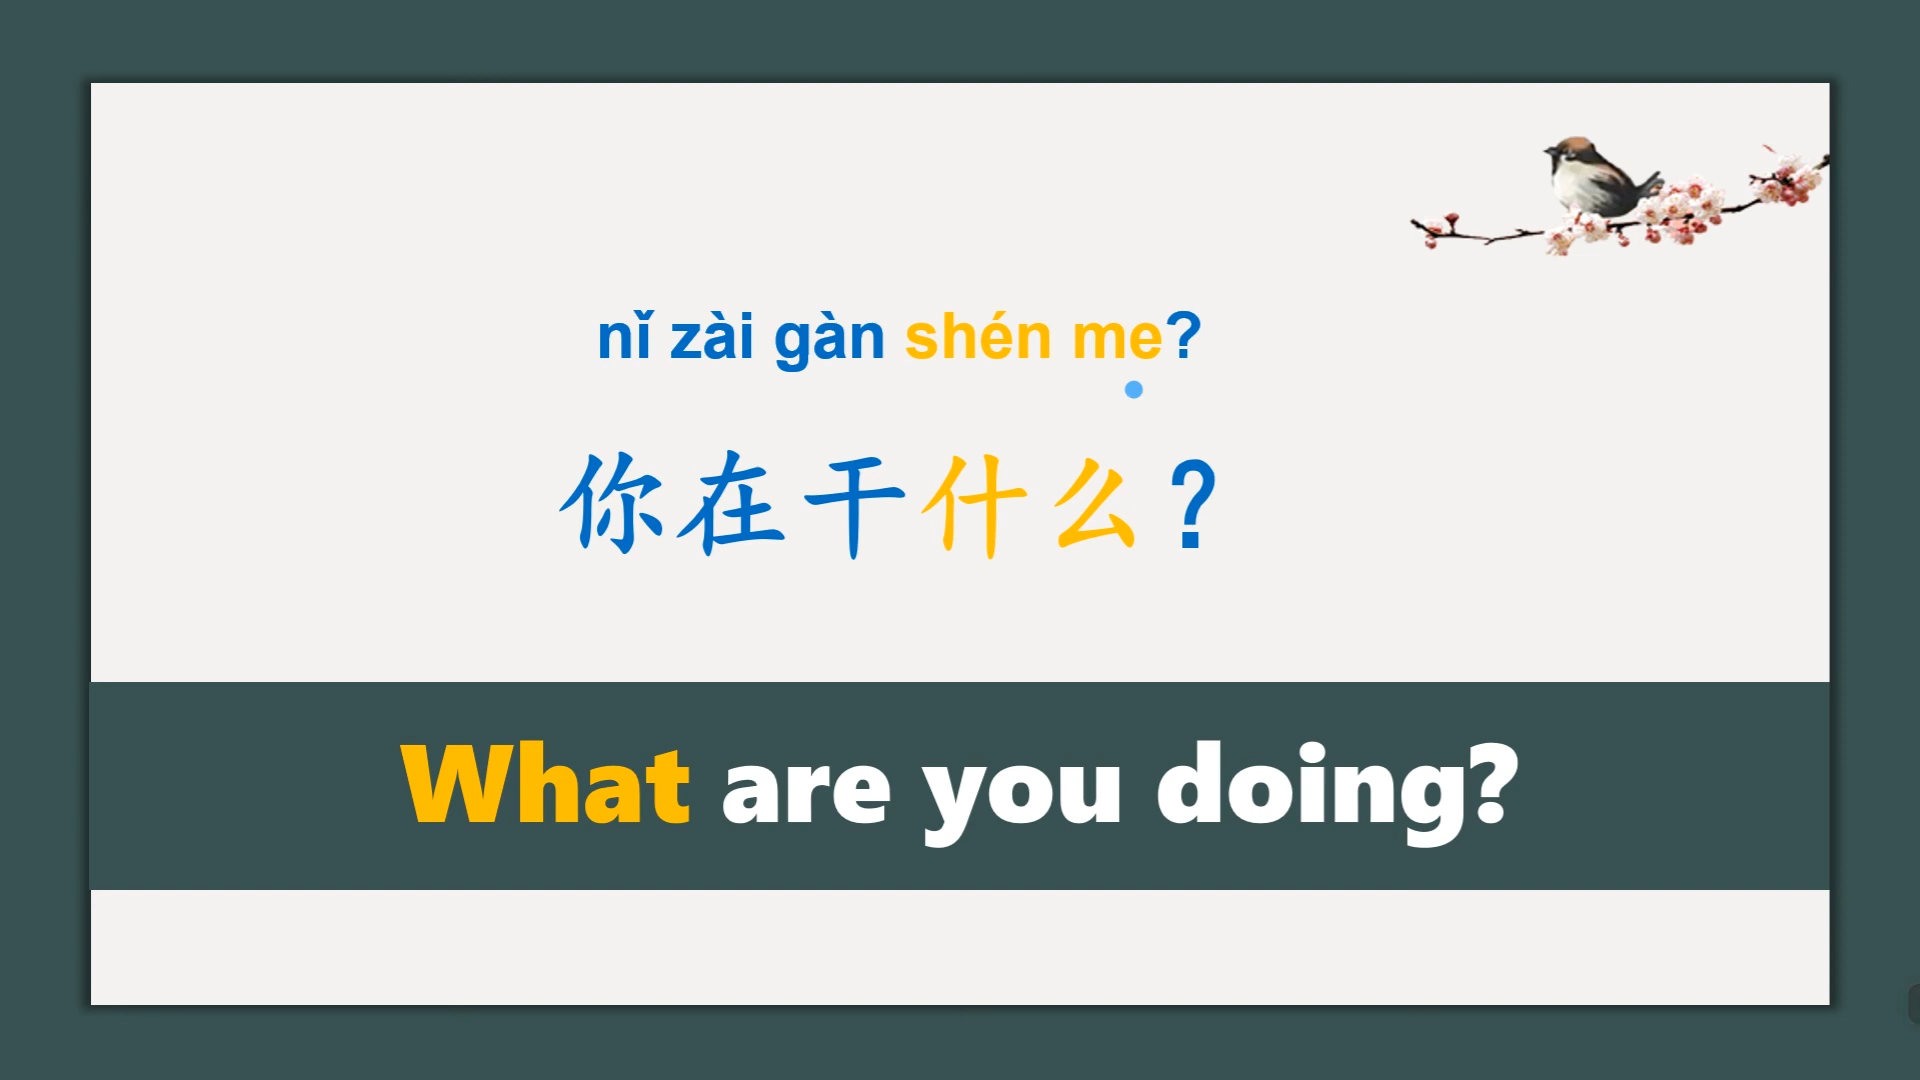 nǐ zài gàn shén me?
你在干什么？
What are you doing?